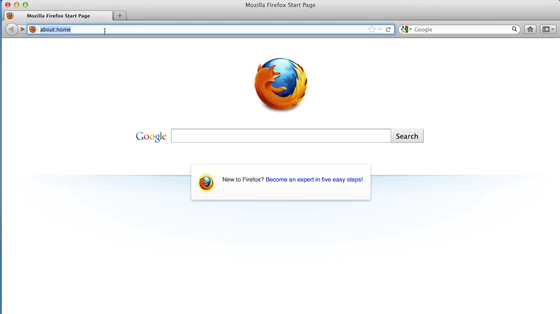 Mozilla Firefox Start Page
Mozilla Firefox Start Page
about:home
Google
Google
Search
New to Firefox? Become an expert in five easy steps!